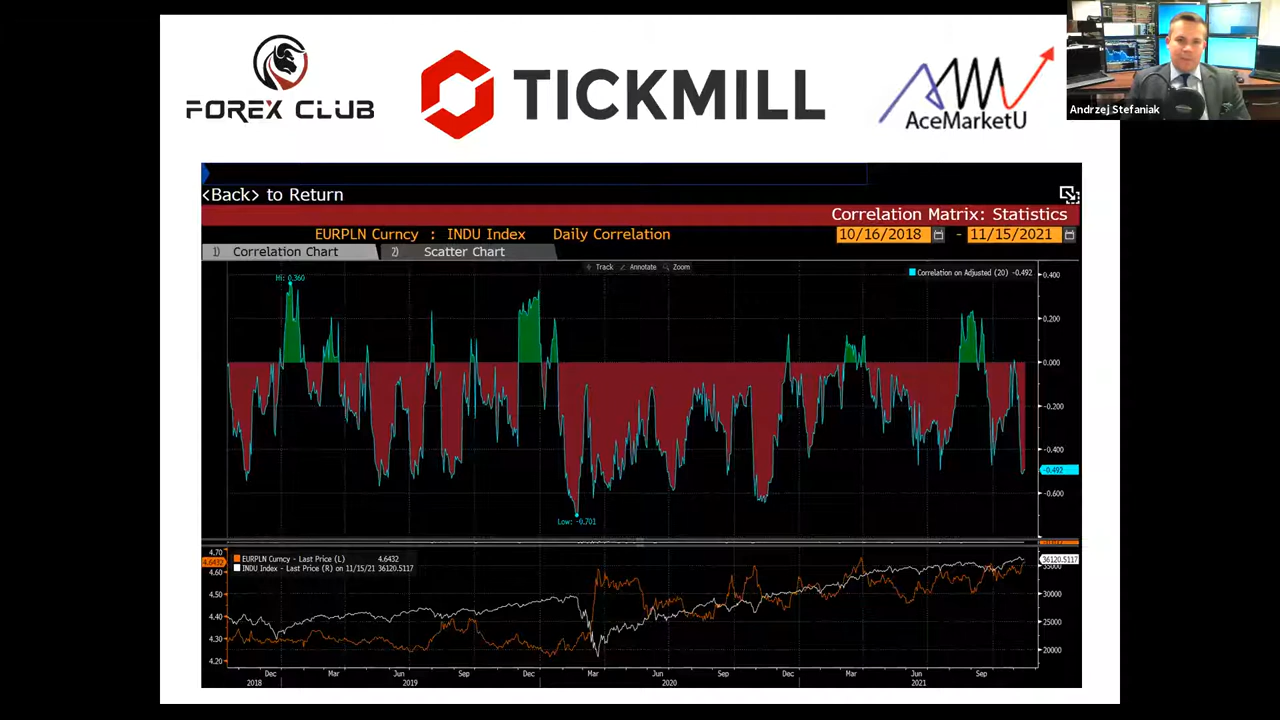 FOREX CLUB
TICKMILL
AceMarketU
Andrzej Stefaniak
<Back> to Return
Correlation Matrix: Statistics
EURPLN Curncy : INDU Index Daily Correlation
10/16/2018 - 11/15/2021
1) Correlation Chart 2) Scatter Chart
Track Annotate Zoom
Correlation on Adjusted (20) -0.492
Hi: 0.360
0.400
0.200
0.000
-0.200
-0.400
-0.492
-0.600
Low: -0.701
EURPLN Curncy - Last Price (L) 4.6432
INDU Index - Last Price (R) on 11/15/21 36120.5117
4.70
4.6432
4.60
4.50
4.40
4.30
4.20
36120.5117
35000
30000
25000
20000
Dec Mar Jun Sep Dec Mar Jun Sep Dec Mar Jun Sep
2018 2019 2020 2021